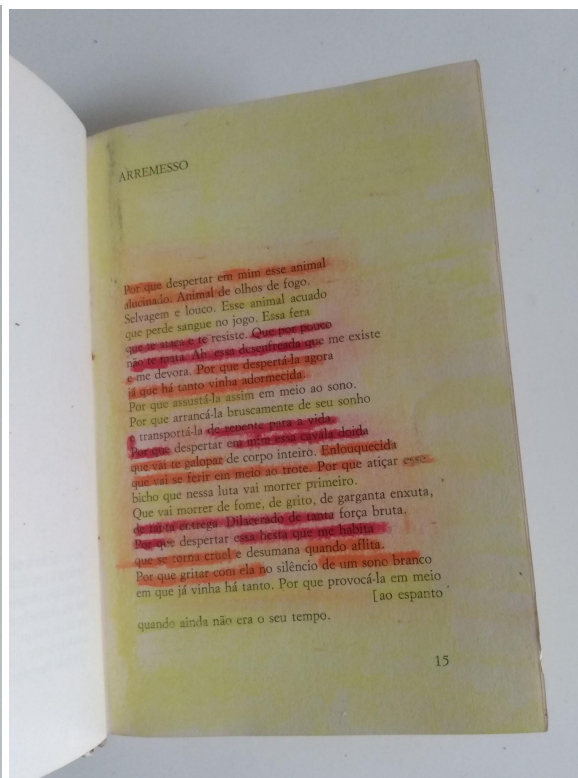 ARREMESSO
Por que despertar em mim esse animal
alucinado. Animal de olhos de fogo.
Selvagem e louco. Esse animal acuado
que perde sangue no jogo. Essa fera
que te ataca e te resiste. Que por pouco
não te mata. Ah! essa desenfreada que me existe
e me devora. Por que despertá-la agora
já que há tanto vinha adormecida.
Por que assustá-la assim em meio ao sono.
Por que arrancá-la bruscamente de seu sonho
e transportá-la de repente para a vida.
Por que despertar em mim essa cavala doida
que vai te galopar de corpo inteiro. Enlouquecida
que vai se ferir em meio ao trote. Por que atiçar esse
bicho que nessa luta vai morrer primeiro.
Que vai morrer de fome, de grito, de garganta enxuta,
de tanta entrega. Dilacerado de tanta força bruta.
Por que despertar essa besta que me habita
que se torna cruel e desumana quando aflita.
Por que gritar com ela no silêncio de um sono branco
em que já vinha há tanto. Por que provocá-la em meio
[ao espanto
quando ainda não era o seu tempo.
15